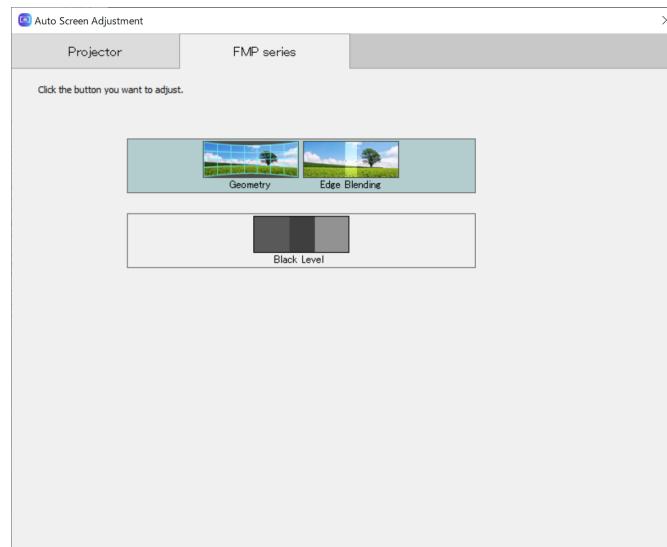 Auto Screen Adjustment
Projector FMP series
Click the button you want to adjust.
Geometry Edge Blending
Black Level